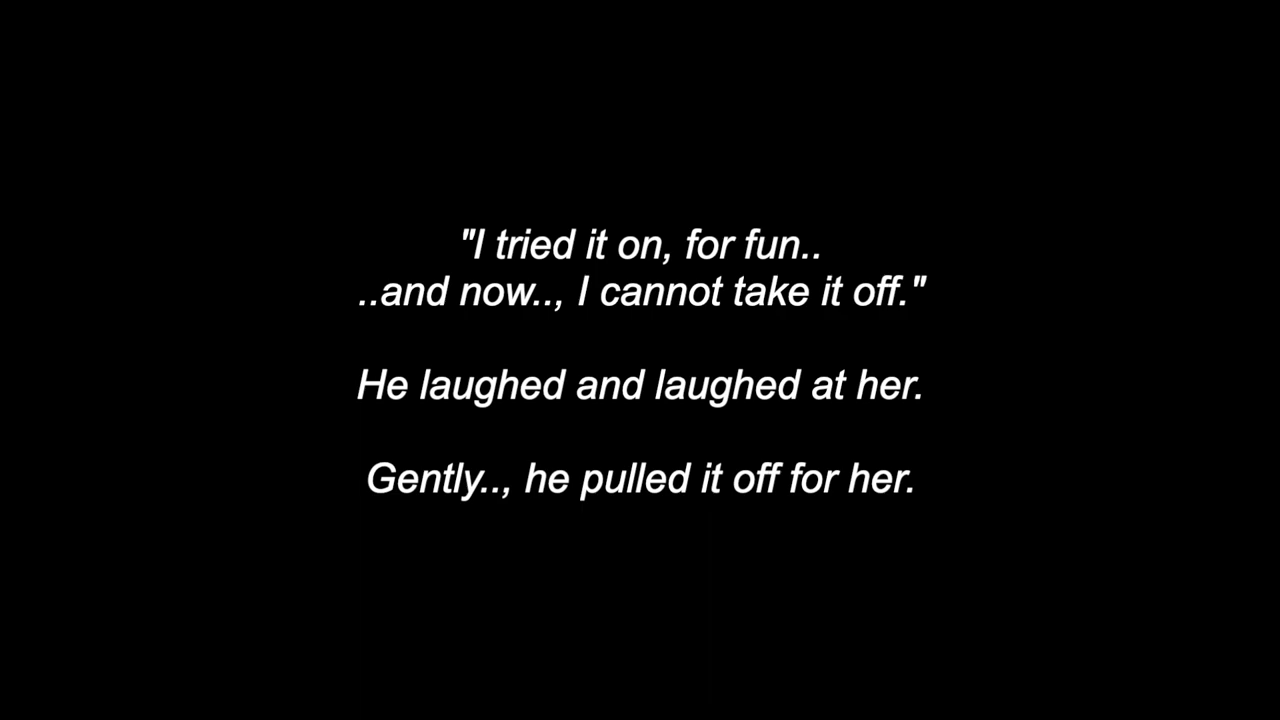 "I tried it on, for fun..
..and now.., I cannot take it off."
He laughed and laughed at her.
Gently.., he pulled it off for her.